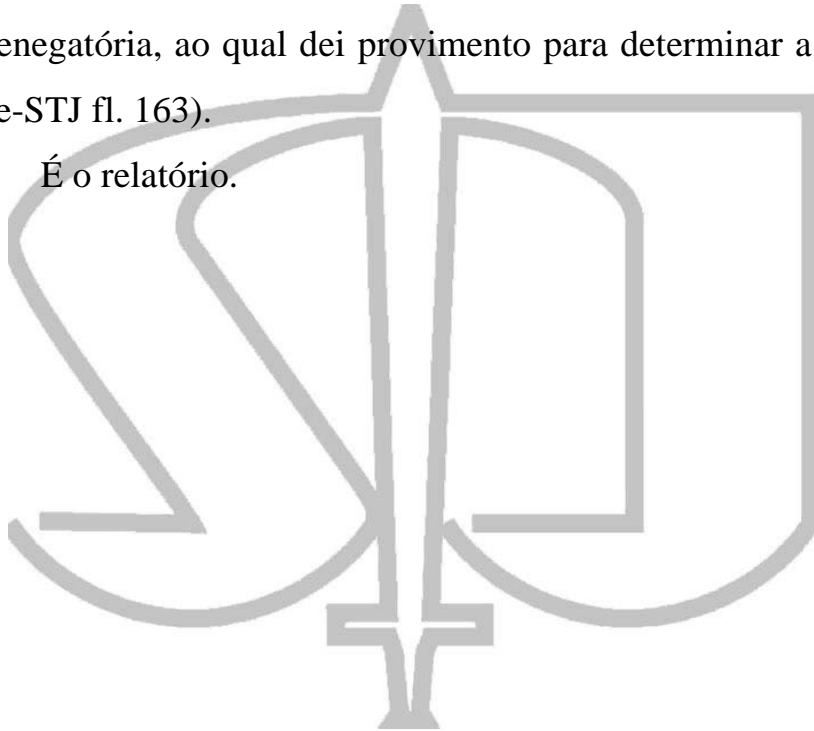 enegatória, ao qual dei provimento para determinar a
e-STJ fl. 163).
É o relatório.